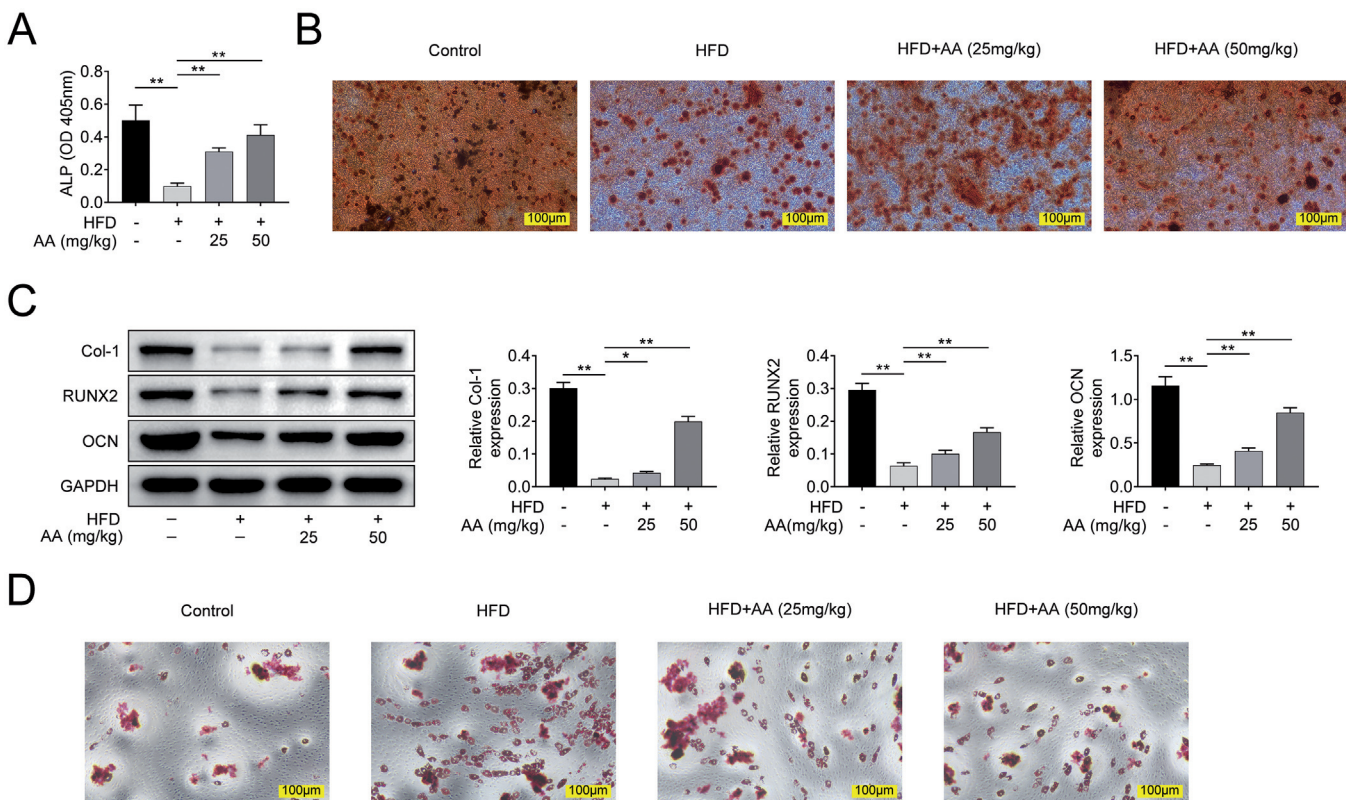 A
** ** **
ALP (OD 405nm)
0.8
0.6
0.4
0.2
0.0
HFD - + + +
AA (mg/kg) - - 25 50
B
Control HFD HFD+AA (25mg/kg) HFD+AA (50mg/kg)
100μm 100μm 100μm 100μm
C
Col-1
RUNX2
OCN
GAPDH
HFD – + + +
AA (mg/kg) – – 25 50
Relative Col-1
expression
0.4
0.3
0.2
0.1
0.0
** * **
HFD - + + +
AA (mg/kg) - - 25 50
Relative RUNX2
expression
0.4
0.3
0.2
0.1
0.0
** ** **
HFD - + + +
AA(mg/kg) - - 25 50
Relative OCN
expression
1.5
1.0
0.5
0.0
** ** **
HFD - + + +
AA (mg/kg) - - 25 50
D
Control HFD HFD+AA (25mg/kg) HFD+AA (50mg/kg)
100μm 100μm 100μm 100μm